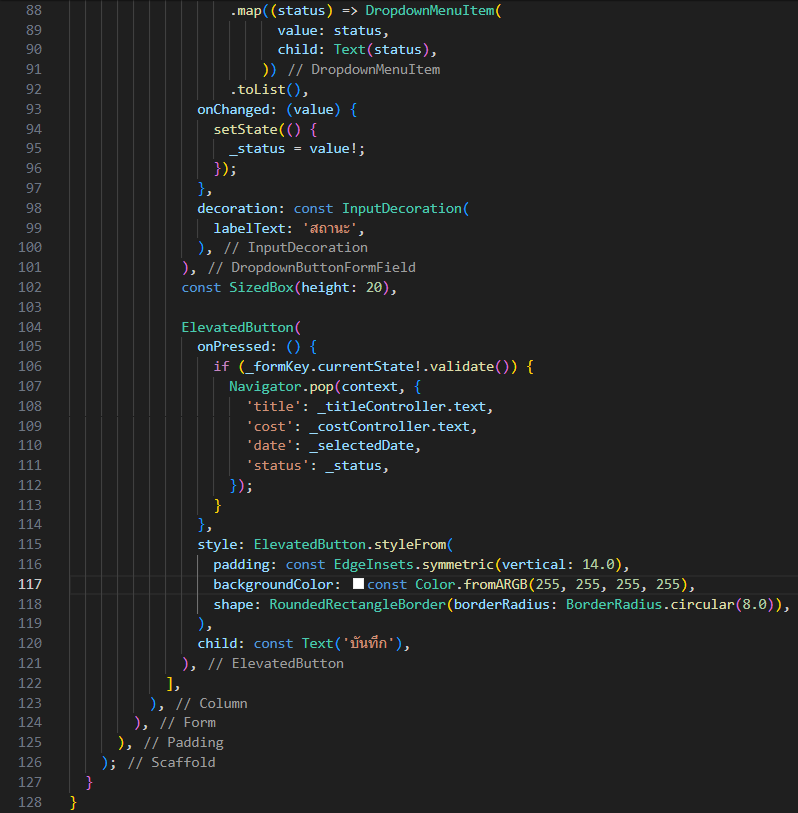 88 .map((status) => DropdownMenuItem(
89 value: status,
90 child: Text(status),
91 )) // DropdownMenuItem
92 .toList(),
93 onChanged: (value) {
94 setState(() {
95 _status = value!;
96 });
97 },
98 decoration: const InputDecoration(
99 labelText: 'สถานะ',
100 ), // InputDecoration
101 ), // DropdownButtonFormField
102 const SizedBox(height: 20),
103
104 ElevatedButton(
105 onPressed: () {
106 if (_formKey.currentState!.validate()) {
107 Navigator.pop(context, {
108 'title': _titleController.text,
109 'cost': _costController.text,
110 'date': _selectedDate,
111 'status': _status,
112 });
113 }
114 },
115 style: ElevatedButton.styleFrom(
116 padding: const EdgeInsets.symmetric(vertical: 14.0),
117 backgroundColor: const Color.fromARGB(255, 255, 255, 255),
118 shape: RoundedRectangleBorder(borderRadius: BorderRadius.circular(8.0)),
119 ),
120 child: const Text('บันทึก'),
121 ), // ElevatedButton
122 ],
123 ), // Column
124 ), // Form
125 ), // Padding
126 ); // Scaffold
127 }
128 }